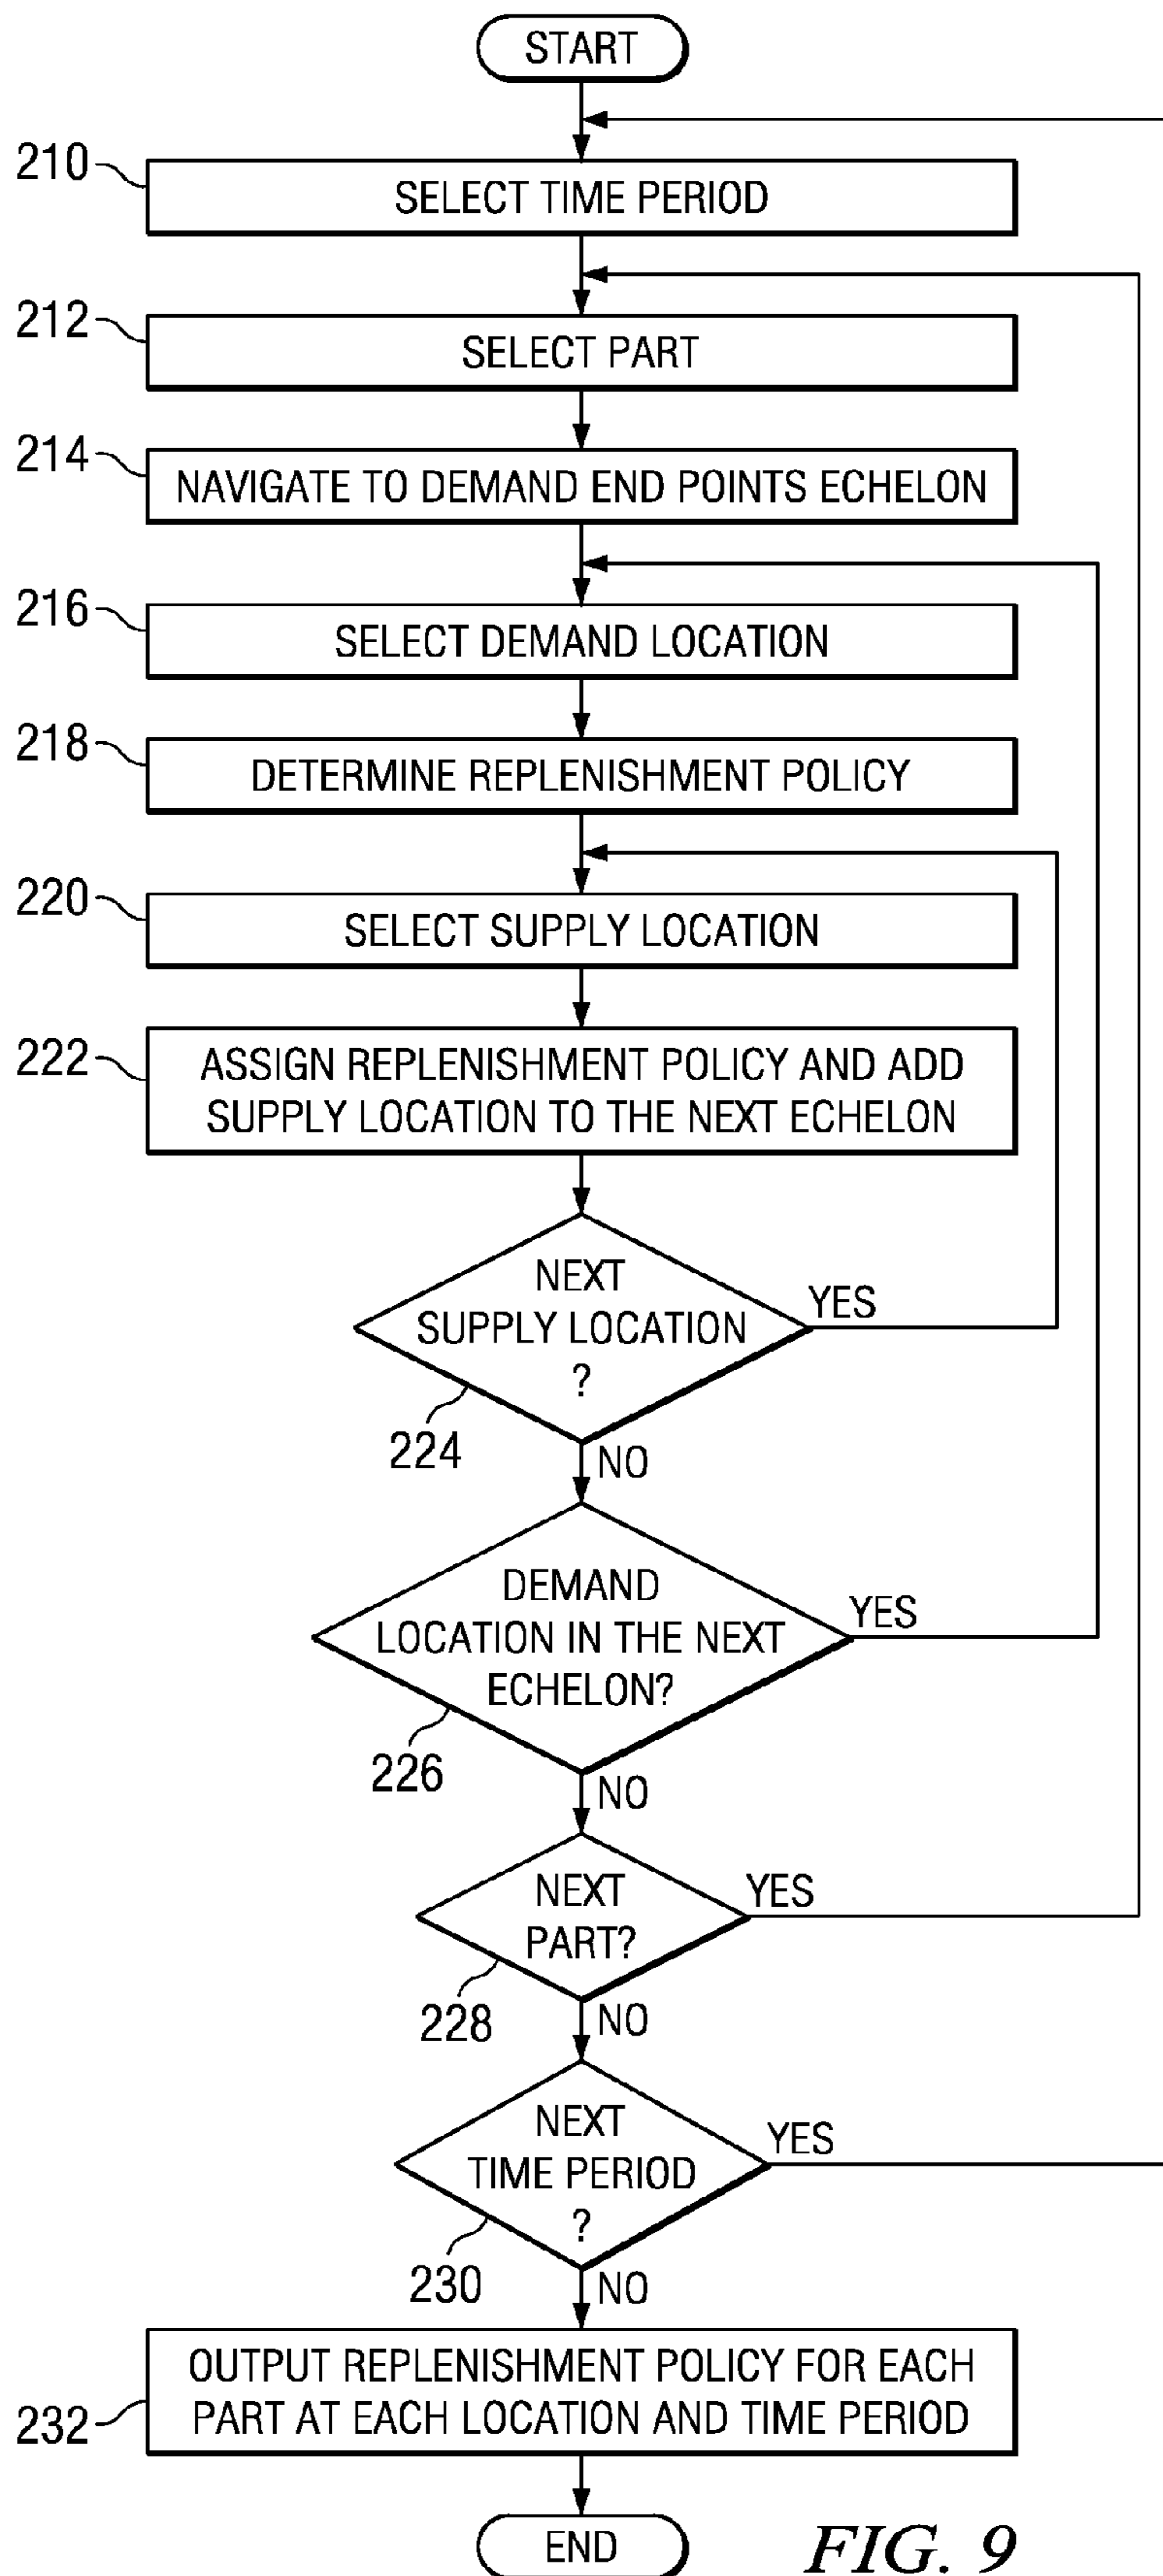 START
210
SELECT TIME PERIOD
212
SELECT PART
214
NAVIGATE TO DEMAND END POINTS ECHELON
216
SELECT DEMAND LOCATION
218
DETERMINE REPLENISHMENT POLICY
220
SELECT SUPPLY LOCATION
222
ASSIGN REPLENISHMENT POLICY AND ADD
SUPPLY LOCATION TO THE NEXT ECHELON
NEXT
SUPPLY LOCATION
?
YES
224
NO
DEMAND
LOCATION IN THE NEXT
ECHELON?
YES
226
NO
NEXT
PART?
YES
228
NO
NEXT
TIME PERIOD
?
YES
230
NO
232
OUTPUT REPLENISHMENT POLICY FOR EACH
PART AT EACH LOCATION AND TIME PERIOD
END
FIG. 9